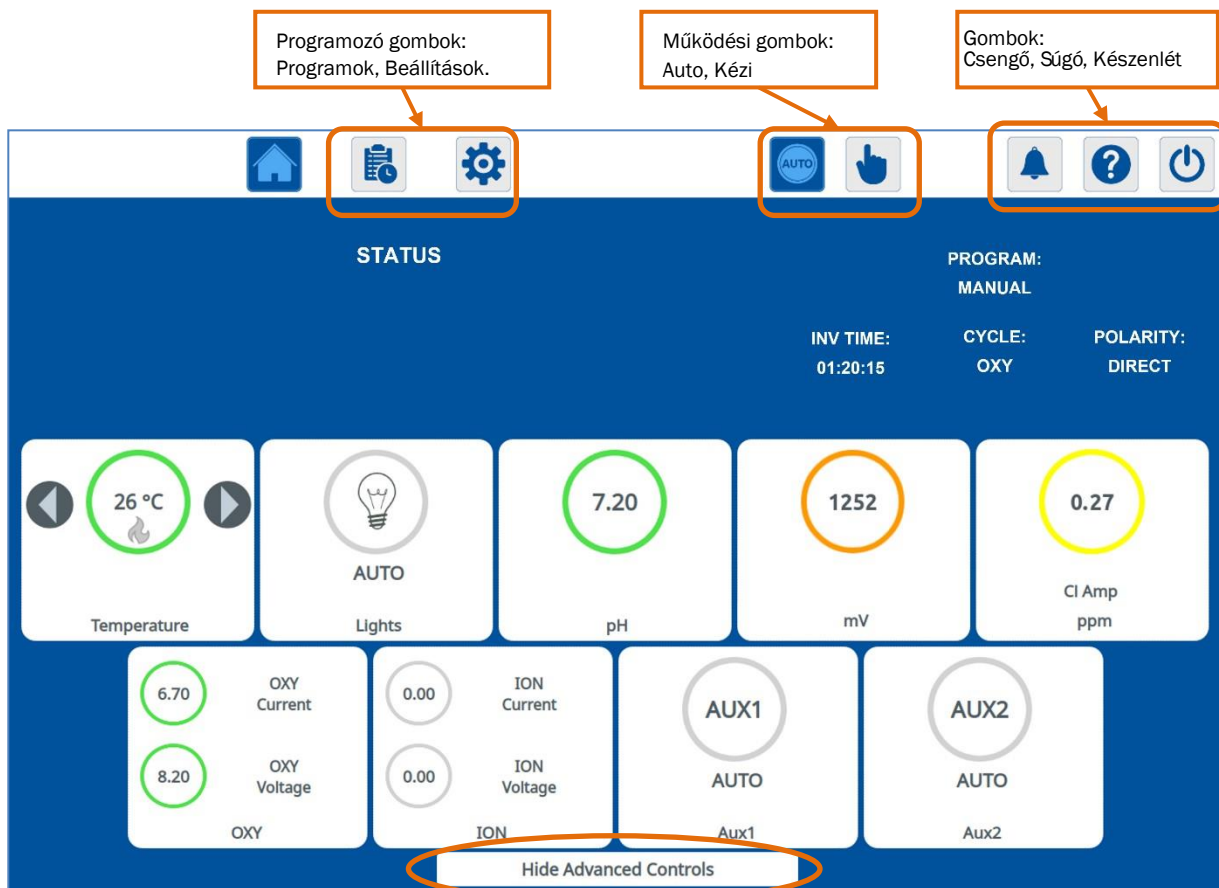 Programozó gombok:
Programok, Beállítások.
Működési gombok:
Auto, Kézi
Gombok:
Csengő, Súgó, Készenlét
AUTO
?
STATUS
PROGRAM:
MANUAL
INV TIME:
01:20:15
CYCLE:
OXY
POLARITY:
DIRECT
26 °C
Temperature
AUTO
Lights
7.20
pH
1252
mV
0.27
Cl Amp
ppm
6.70
OXY
Current
8.20
OXY
Voltage
OXY
0.00
ION
Current
0.00
ION
Voltage
ION
AUX1
AUTO
Aux1
AUX2
AUTO
Aux2
Hide Advanced Controls